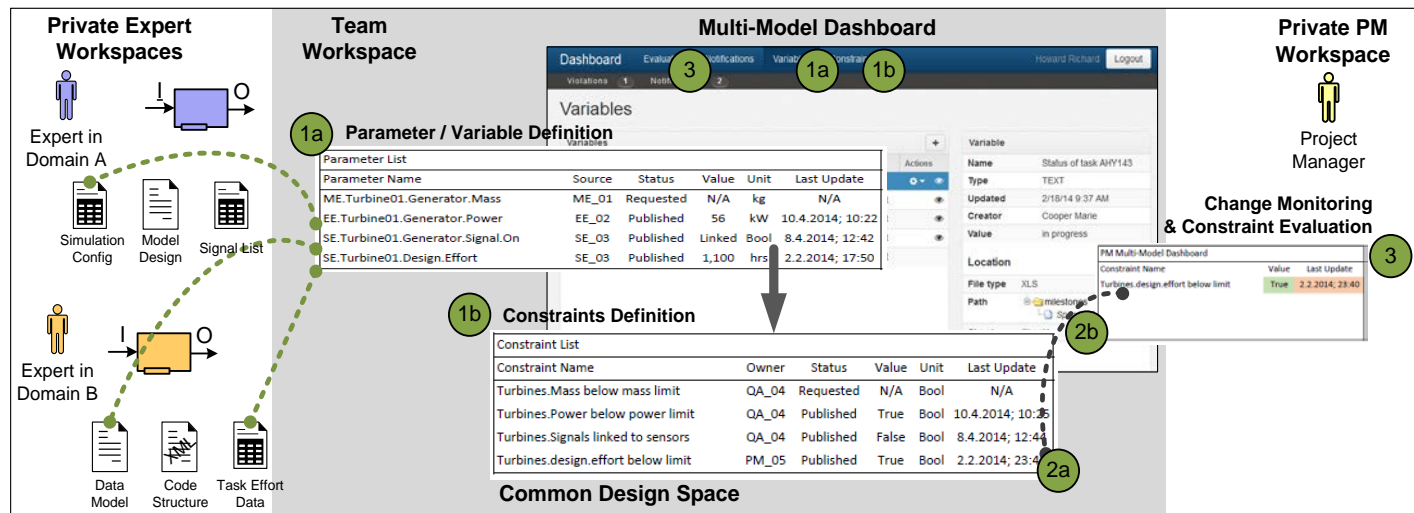 Private Expert
Workspaces
Team
Workspace
Multi-Model Dashboard
Private PM
Workspace
Dashboard
Variab
1a
1b
3
Howard Richard
Logout
Violations 1
2
Variables
Variables
+
Actions
Variable
Name Status of task AHY143
Type TEXT
Updated 2/18/14 9:37 AM
Creator Cooper Marie
Value in progress
Location
File type XLS
Path milestones
I
O
Expert in
Domain A
Simulation
Config
Model
Design
Signal List
I
O
Expert in
Domain B
Data
Model
XML
Code
Structure
Task Effort
Data
1a
Parameter / Variable Definition
Parameter List
Parameter Name Source Status Value Unit Last Update
ME.Turbine01.Generator.Mass ME_01 Requested N/A kg N/A
EE.Turbine01.Generator.Power EE_02 Published 56 kW 10.4.2014; 10:22
SE.Turbine01.Generator.Signal.On SE_03 Published Linked Bool 8.4.2014; 12:42
SE.Turbine01.Design.Effort SE_03 Published 1,100 hrs 2.2.2014; 17:50
1b
Constraints Definition
Constraint List
Constraint Name Owner Status Value Unit Last Update
Turbines.Mass below mass limit QA_04 Requested N/A Bool N/A
Turbines.Power below power limit QA_04 Published True Bool 10.4.2014; 10:25
Turbines.Signals linked to sensors QA_04 Published False Bool 8.4.2014; 12:44
Turbines.design.effort below limit PM_05 Published True Bool 2.2.2014; 23:4
2a
2b
Common Design Space
Project
Manager
Change Monitoring
& Constraint Evaluation
3
PM Multi-Model Dashboard
Constraint Name Value Last Update
Turbines.design.effort below limit True 2.2.2014; 23:40